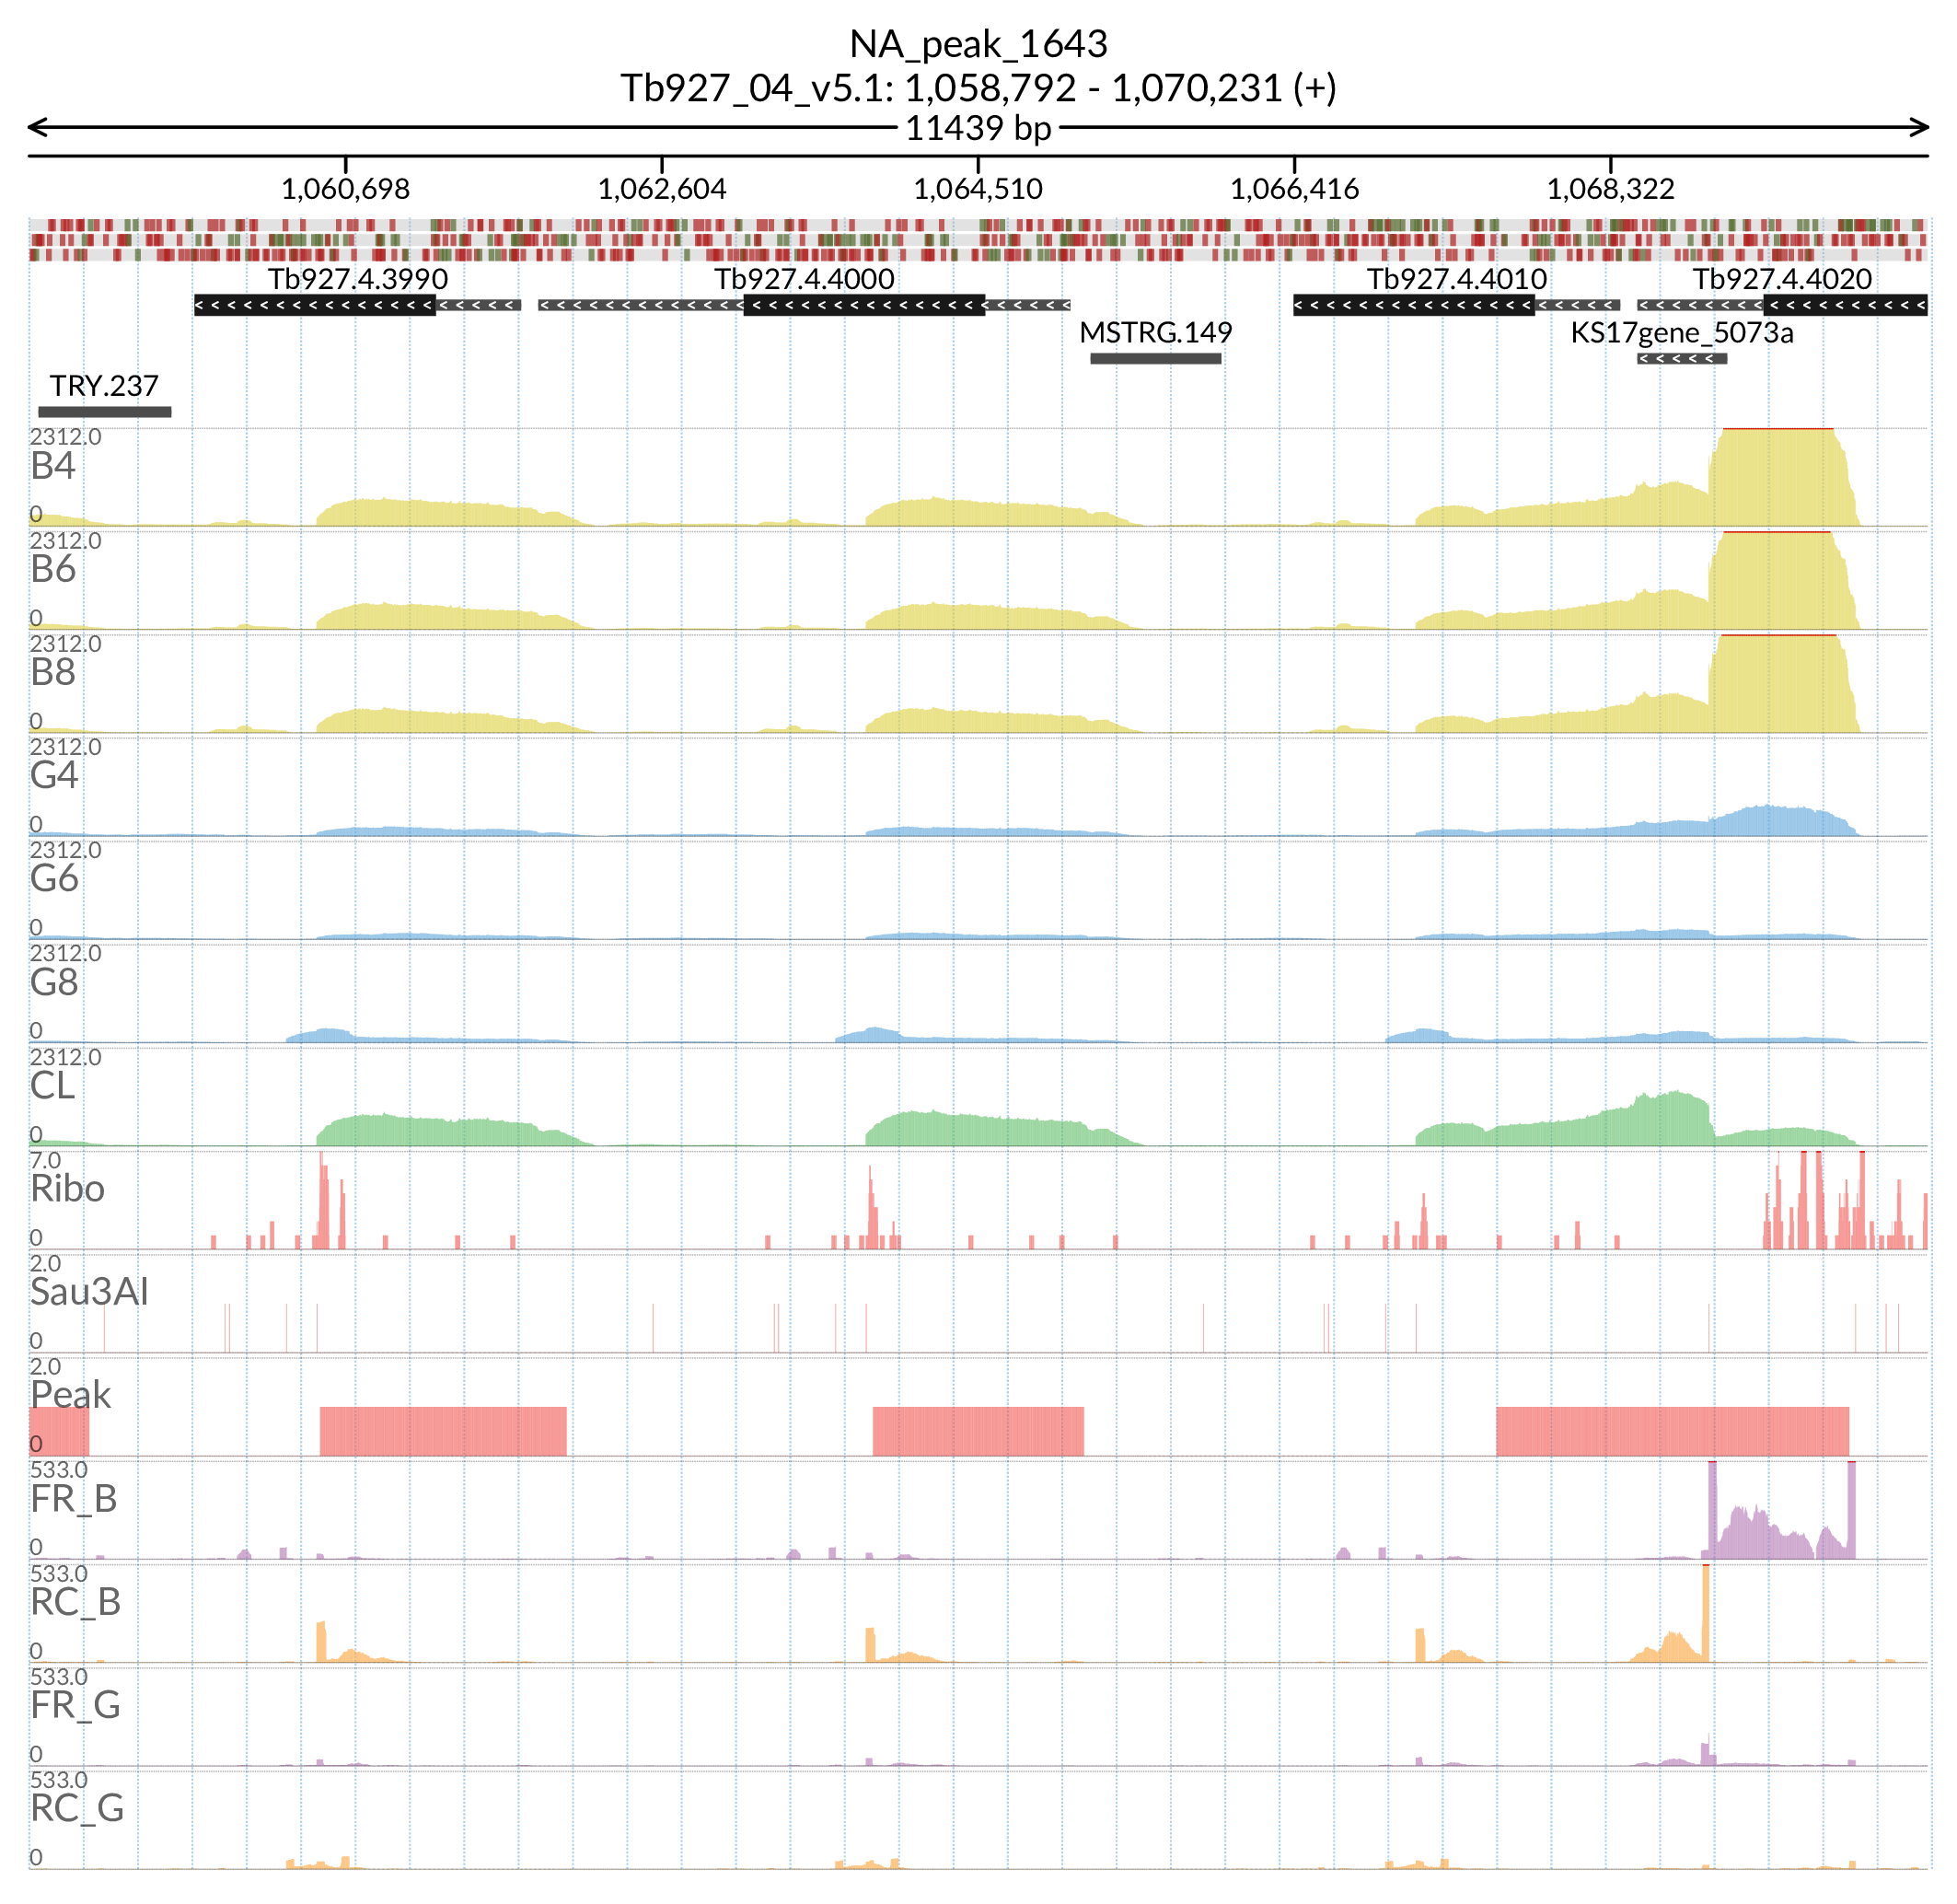 NA_peak_1643
Tb927_04_v5.1: 1,058,792 - 1,070,231 (+)
11439 bp
1,060,698 1,062,604 1,064,510 1,066,416 1,068,322
Tb927.4.3990 Tb927.4.4000 Tb927.4.4010 Tb927.4.4020
MSTRG.149 KS17gene_5073a
TRY.237
2312.0
B4
0
2312.0
B6
0
2312.0
B8
0
2312.0
G4
0
2312.0
G6
0
2312.0
G8
0
2312.0
CL
0
7.0
Ribo
0
2.0
Sau3AI
0
2.0
Peak
0
533.0
FR_B
0
533.0
RC_B
0
533.0
FR_G
0
533.0
RC_G
0